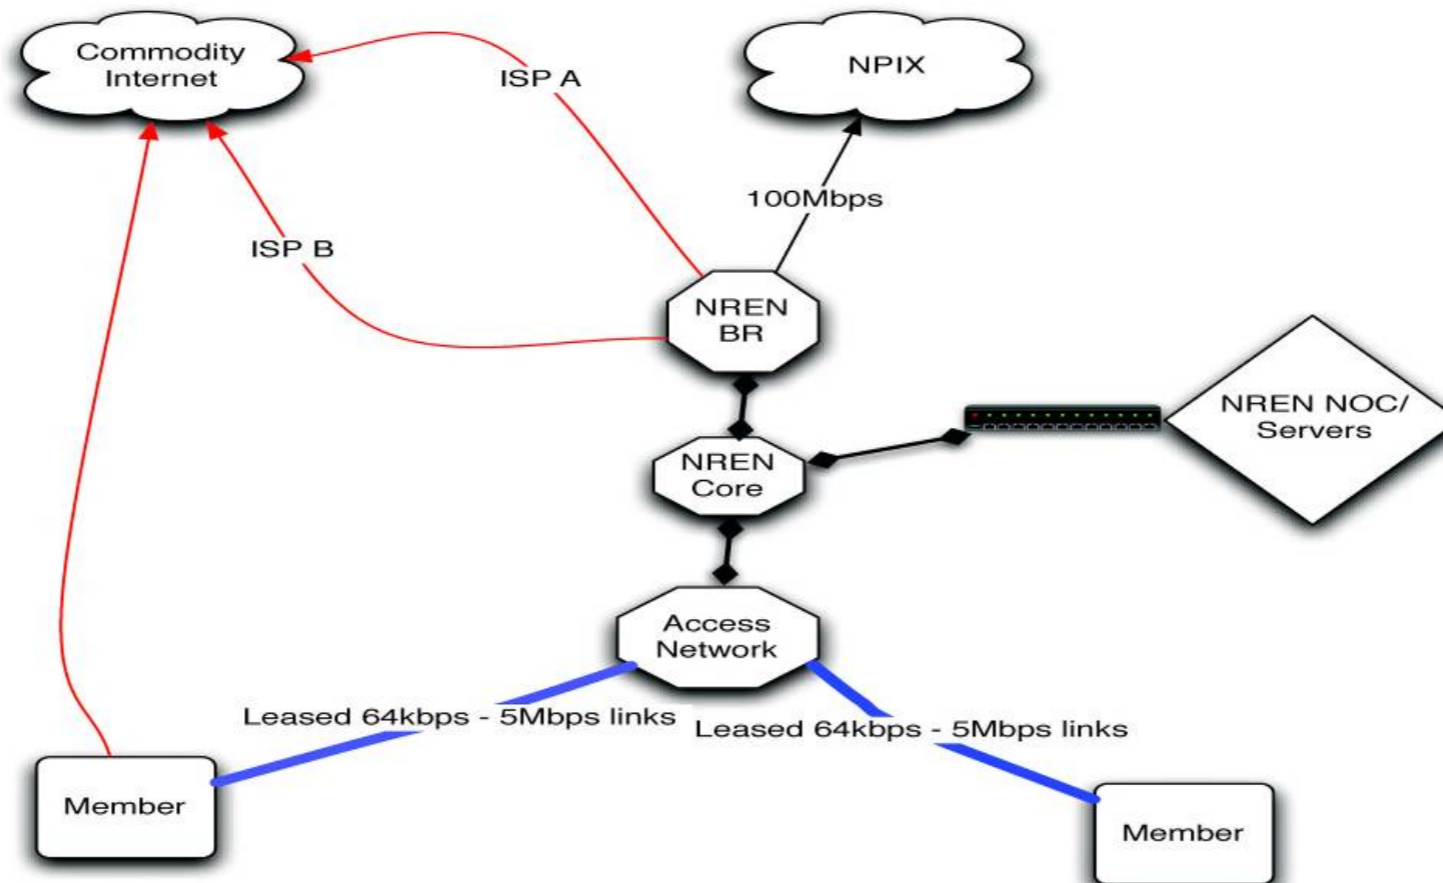 Commodity
Internet
ISP A
NPIX
100Mbps
ISP B
NREN
BR
NREN NOC/
Servers
NREN
Core
Access
Network
Leased 64kbps - 5Mbps links
Leased 64kbps - 5Mbps links
Member
Member